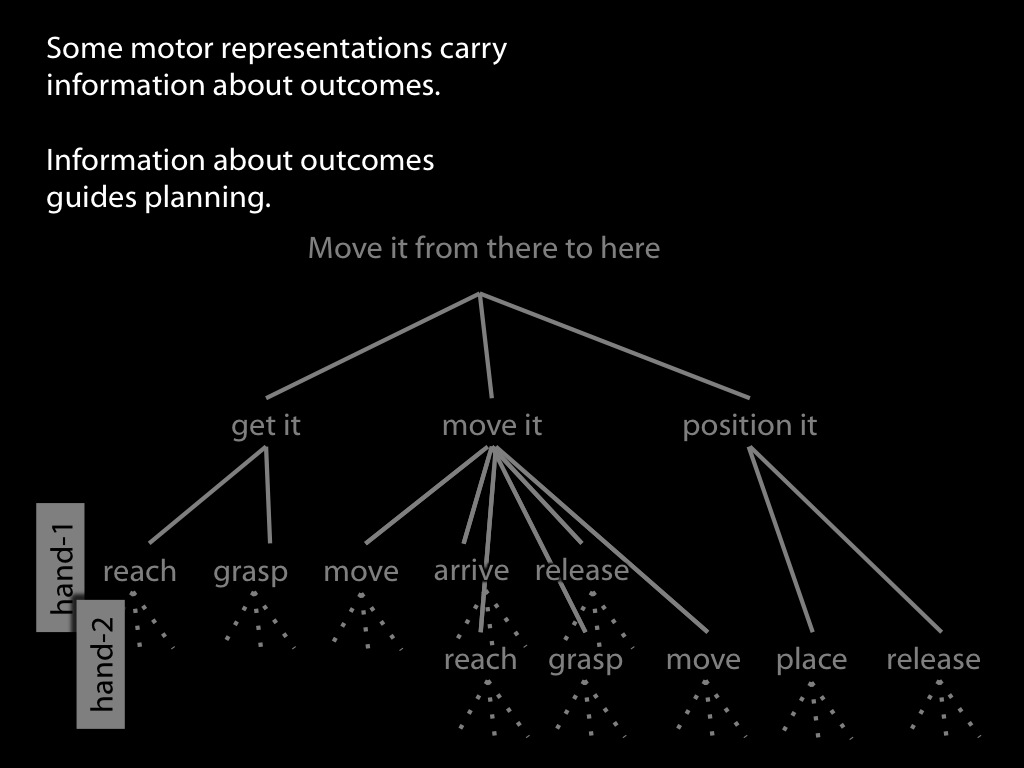 Some motor representations carry
information about outcomes.
Information about outcomes
guides planning.
Move it from there to here
get it move it position it
hand-1
reach grasp move arrive release
hand-2
reach grasp move place release